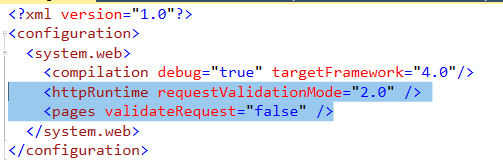 <?xml version="1.0"?>
<configuration>
<system.web>
<compilation debug="true" targetFramework="4.0"/>
<httpRuntime requestValidationMode="2.0" />
<pages validateRequest="false" />
</system.web>
</configuration>